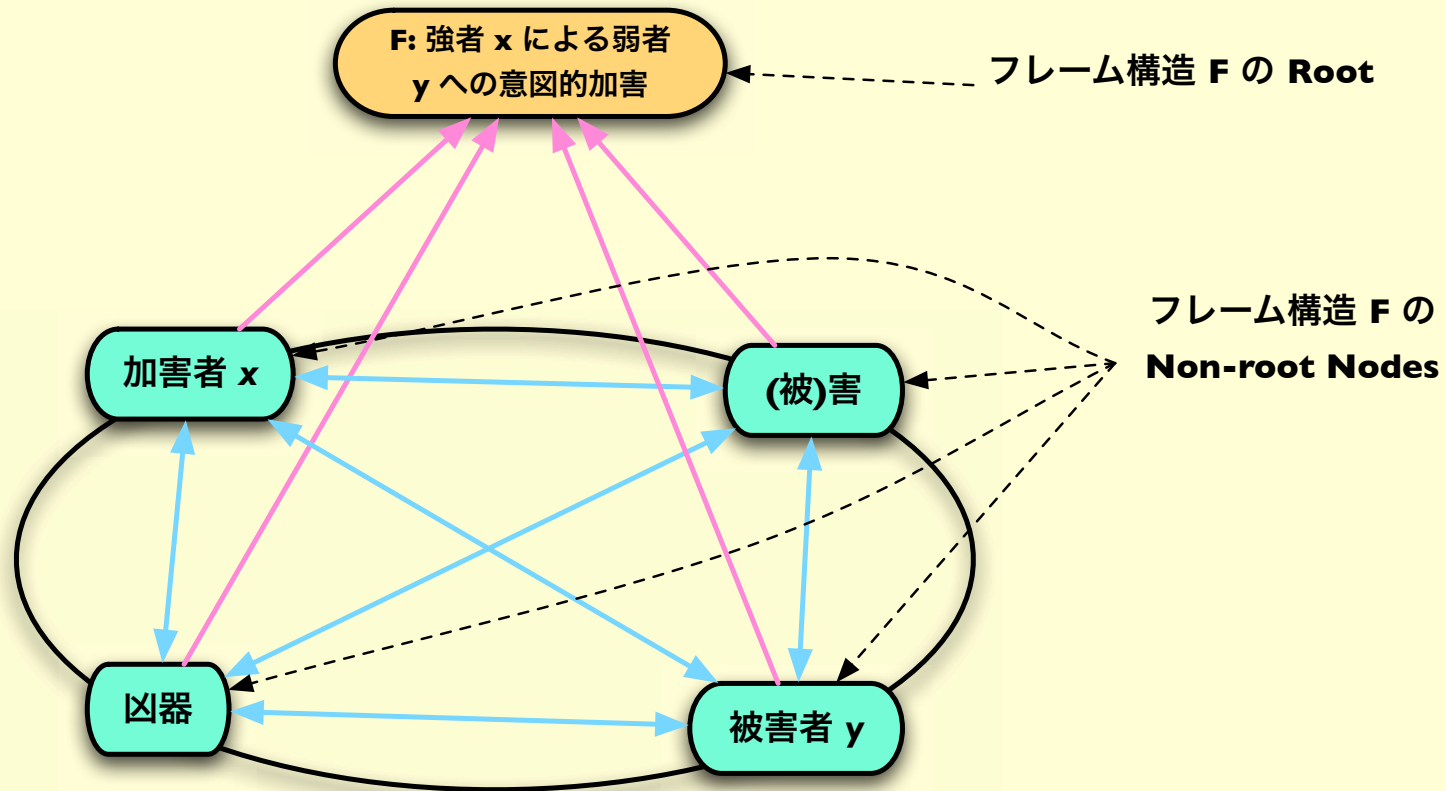 F: 強者 x による弱者
y への意図的加害
フレーム構造 F の Root
フレーム構造 F の
Non-root Nodes
加害者 x
(被)害
凶器
被害者 y